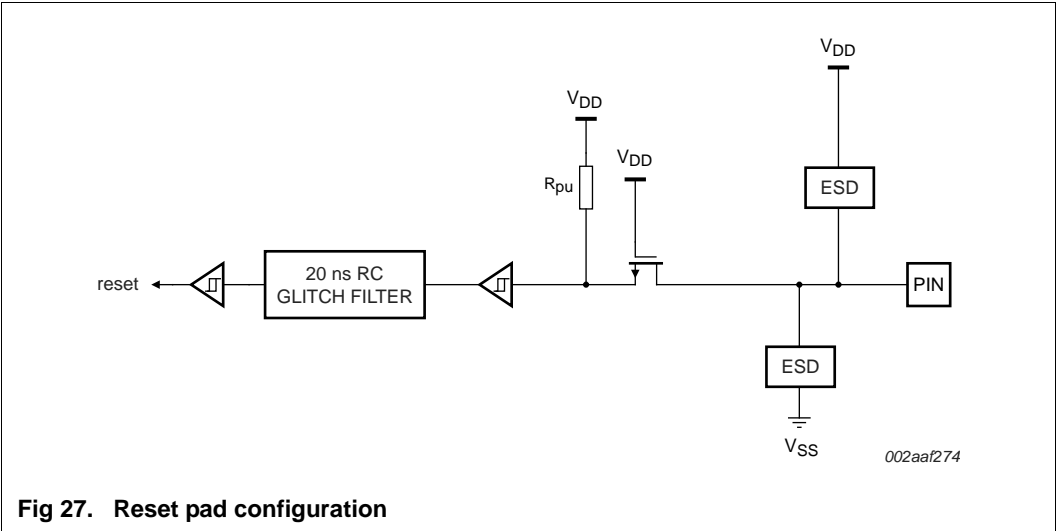 VDD
VDD
VDD
Rpu
ESD
reset
20 ns RC
GLITCH FILTER
PIN
ESD
VSS
002aaf274
Fig 27. Reset pad configuration